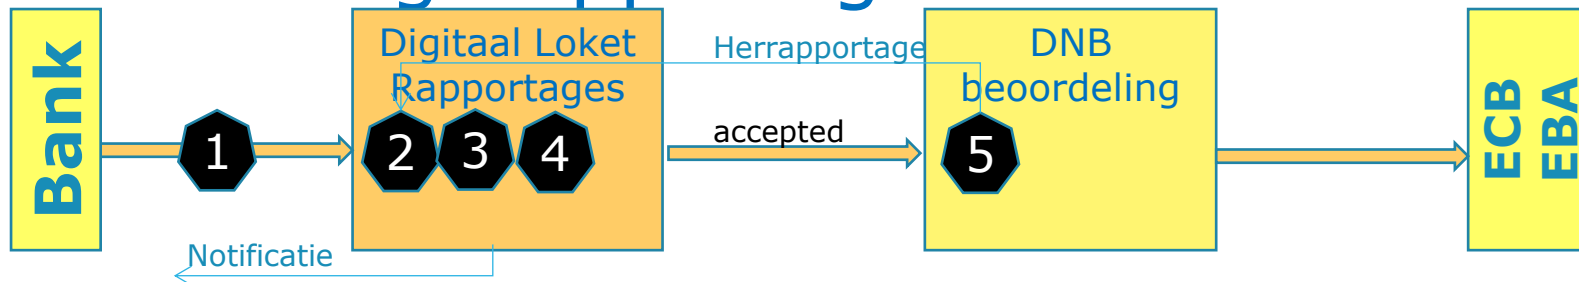 Bank
Digitaal Loket
Rapportages
Herrapportage
DNB
beoordeling
ECB
EBA
1
2
3
4
accepted
5
Notificatie